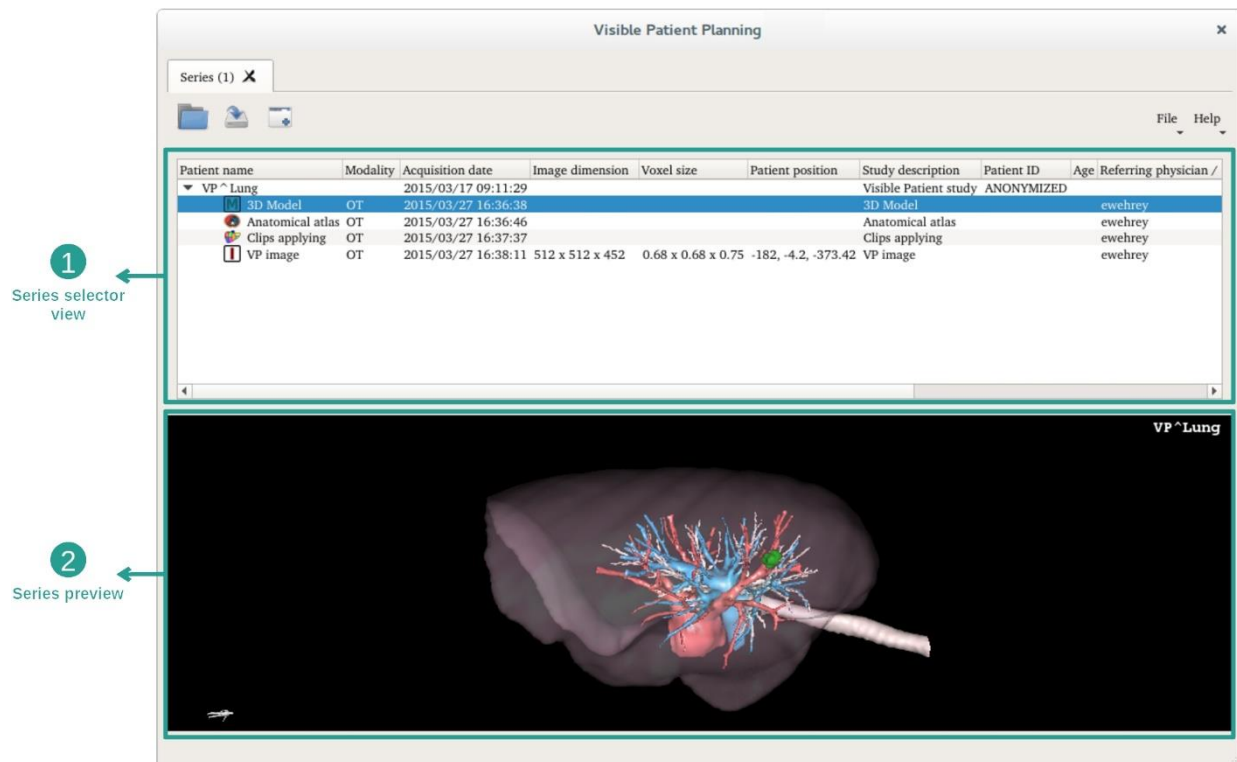 Visible Patient Planning
Series (1)
File Help
Patient name Modality Acquisition date Image dimension Voxel size Patient position Study description Patient ID Age Referring physician /
VP^Lung 2015/03/17 09:11:29 Visible Patient study ANONYMIZED
M 3D Model OT 2015/03/27 16:36:38 3D Model ewehrey
Anatomical atlas OT 2015/03/27 16:36:46 Anatomical atlas ewehrey
Clips applying OT 2015/03/27 16:37:37 Clips applying ewehrey
VP image OT 2015/03/27 16:38:11 512 x 512 x 452 0.68 x 0.68 x 0.75 -182, -4.2, -373.42 VP image ewehrey
1
Series selector
view
VP^Lung
2
Series preview